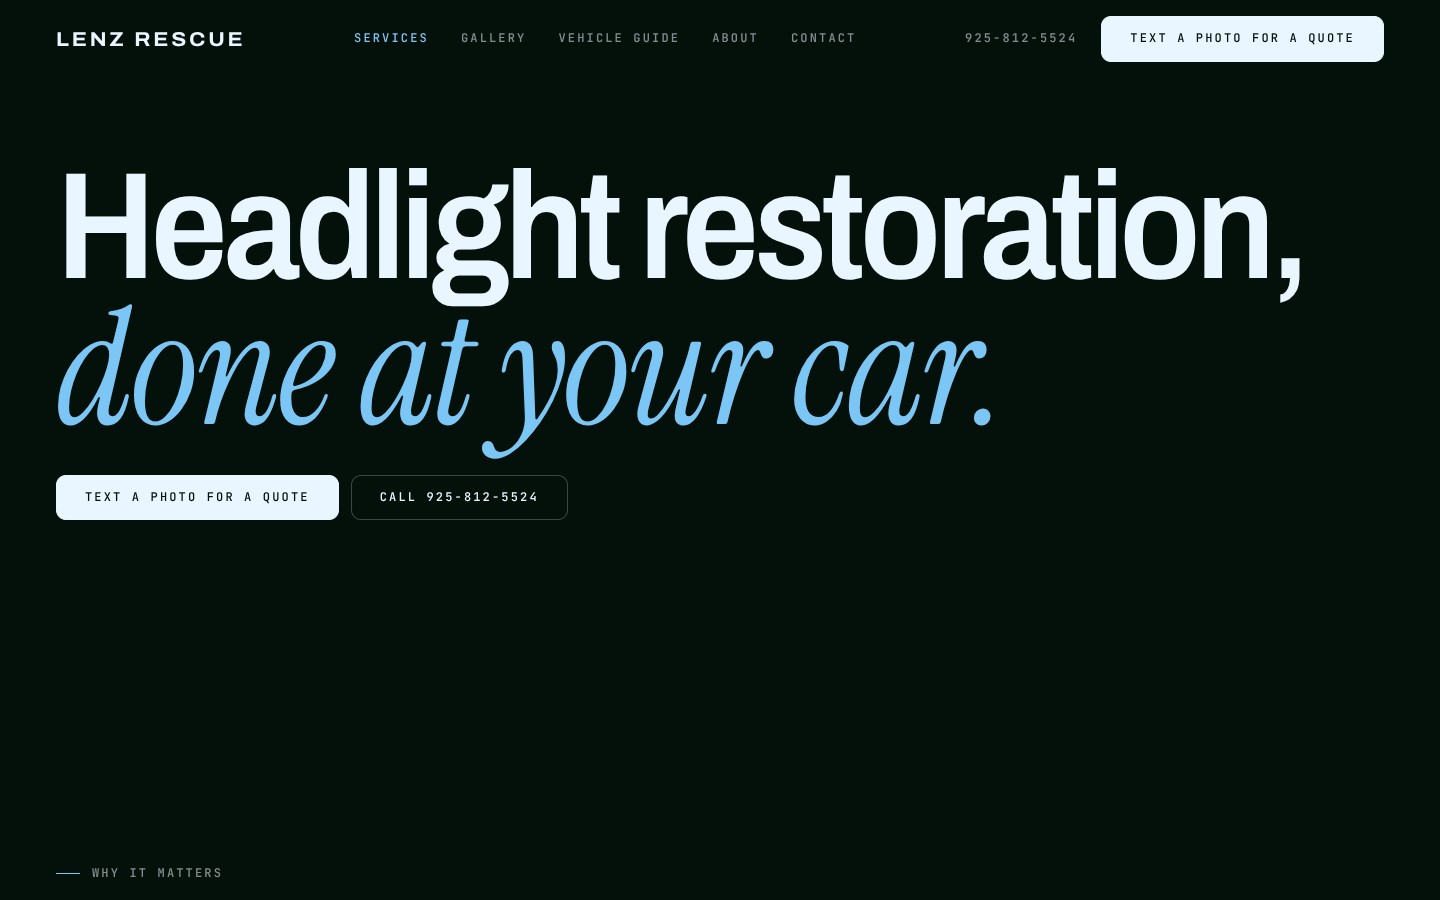 LENZ RESCUE
SERVICES GALLERY VEHICLE GUIDE ABOUT CONTACT
925-812-5524
TEXT A PHOTO FOR A QUOTE
Headlight restoration,
done at your car.
TEXT A PHOTO FOR A QUOTE
CALL 925-812-5524
WHY IT MATTERS